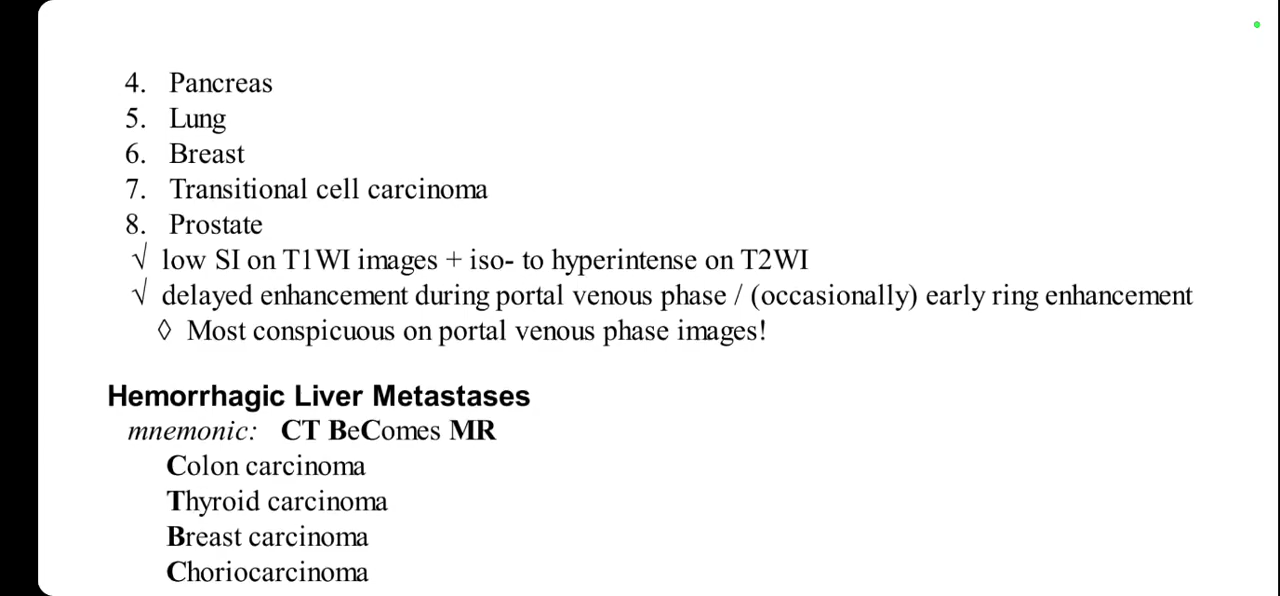 4. Pancreas
5. Lung
6. Breast
7. Transitional cell carcinoma
8. Prostate
√ low SI on T1WI images + iso- to hyperintense on T2WI
√ delayed enhancement during portal venous phase / (occasionally) early ring enhancement
◊ Most conspicuous on portal venous phase images!
Hemorrhagic Liver Metastases
mnemonic: CT BeComes MR
Colon carcinoma
Thyroid carcinoma
Breast carcinoma
Choriocarcinoma